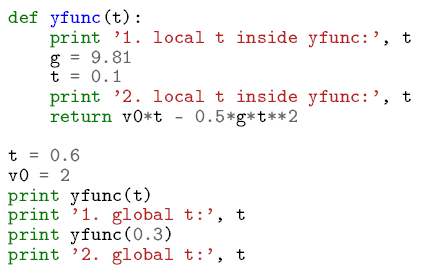 def yfunc(t):
    print ’1. local t inside yfunc:’, t
    g = 9.81
    t = 0.1
    print ’2. local t inside yfunc:’, t
    return v0*t - 0.5*g*t**2

t = 0.6
v0 = 2
print yfunc(t)
print ’1. global t:’, t
print yfunc(0.3)
print ’2. global t:’, t